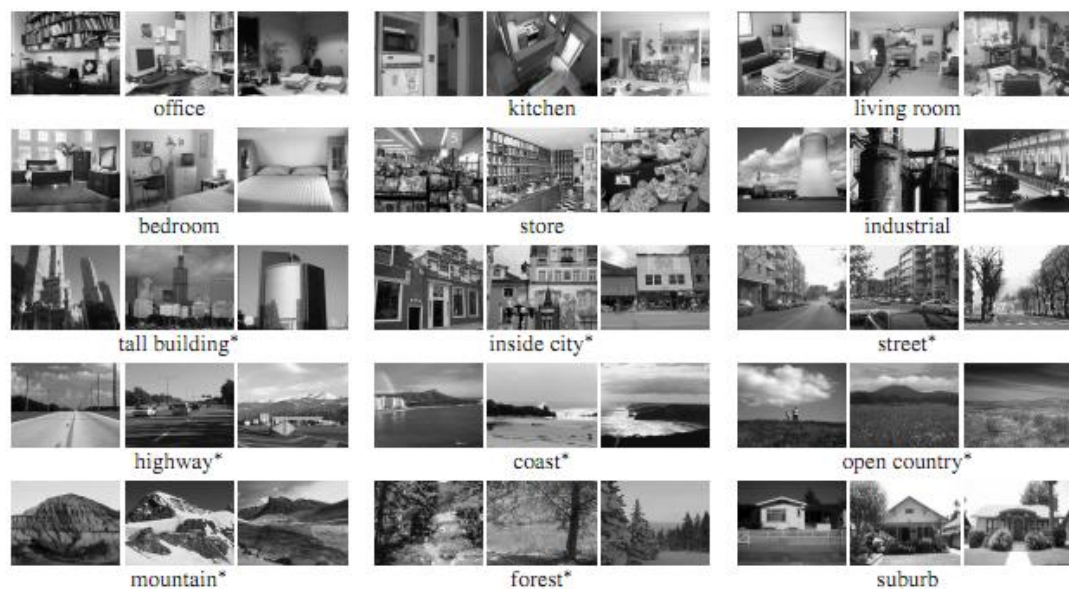 office
kitchen
living room
bedroom
store
industrial
tall building*
inside city*
street*
highway*
coast*
open country*
mountain*
forest*
suburb